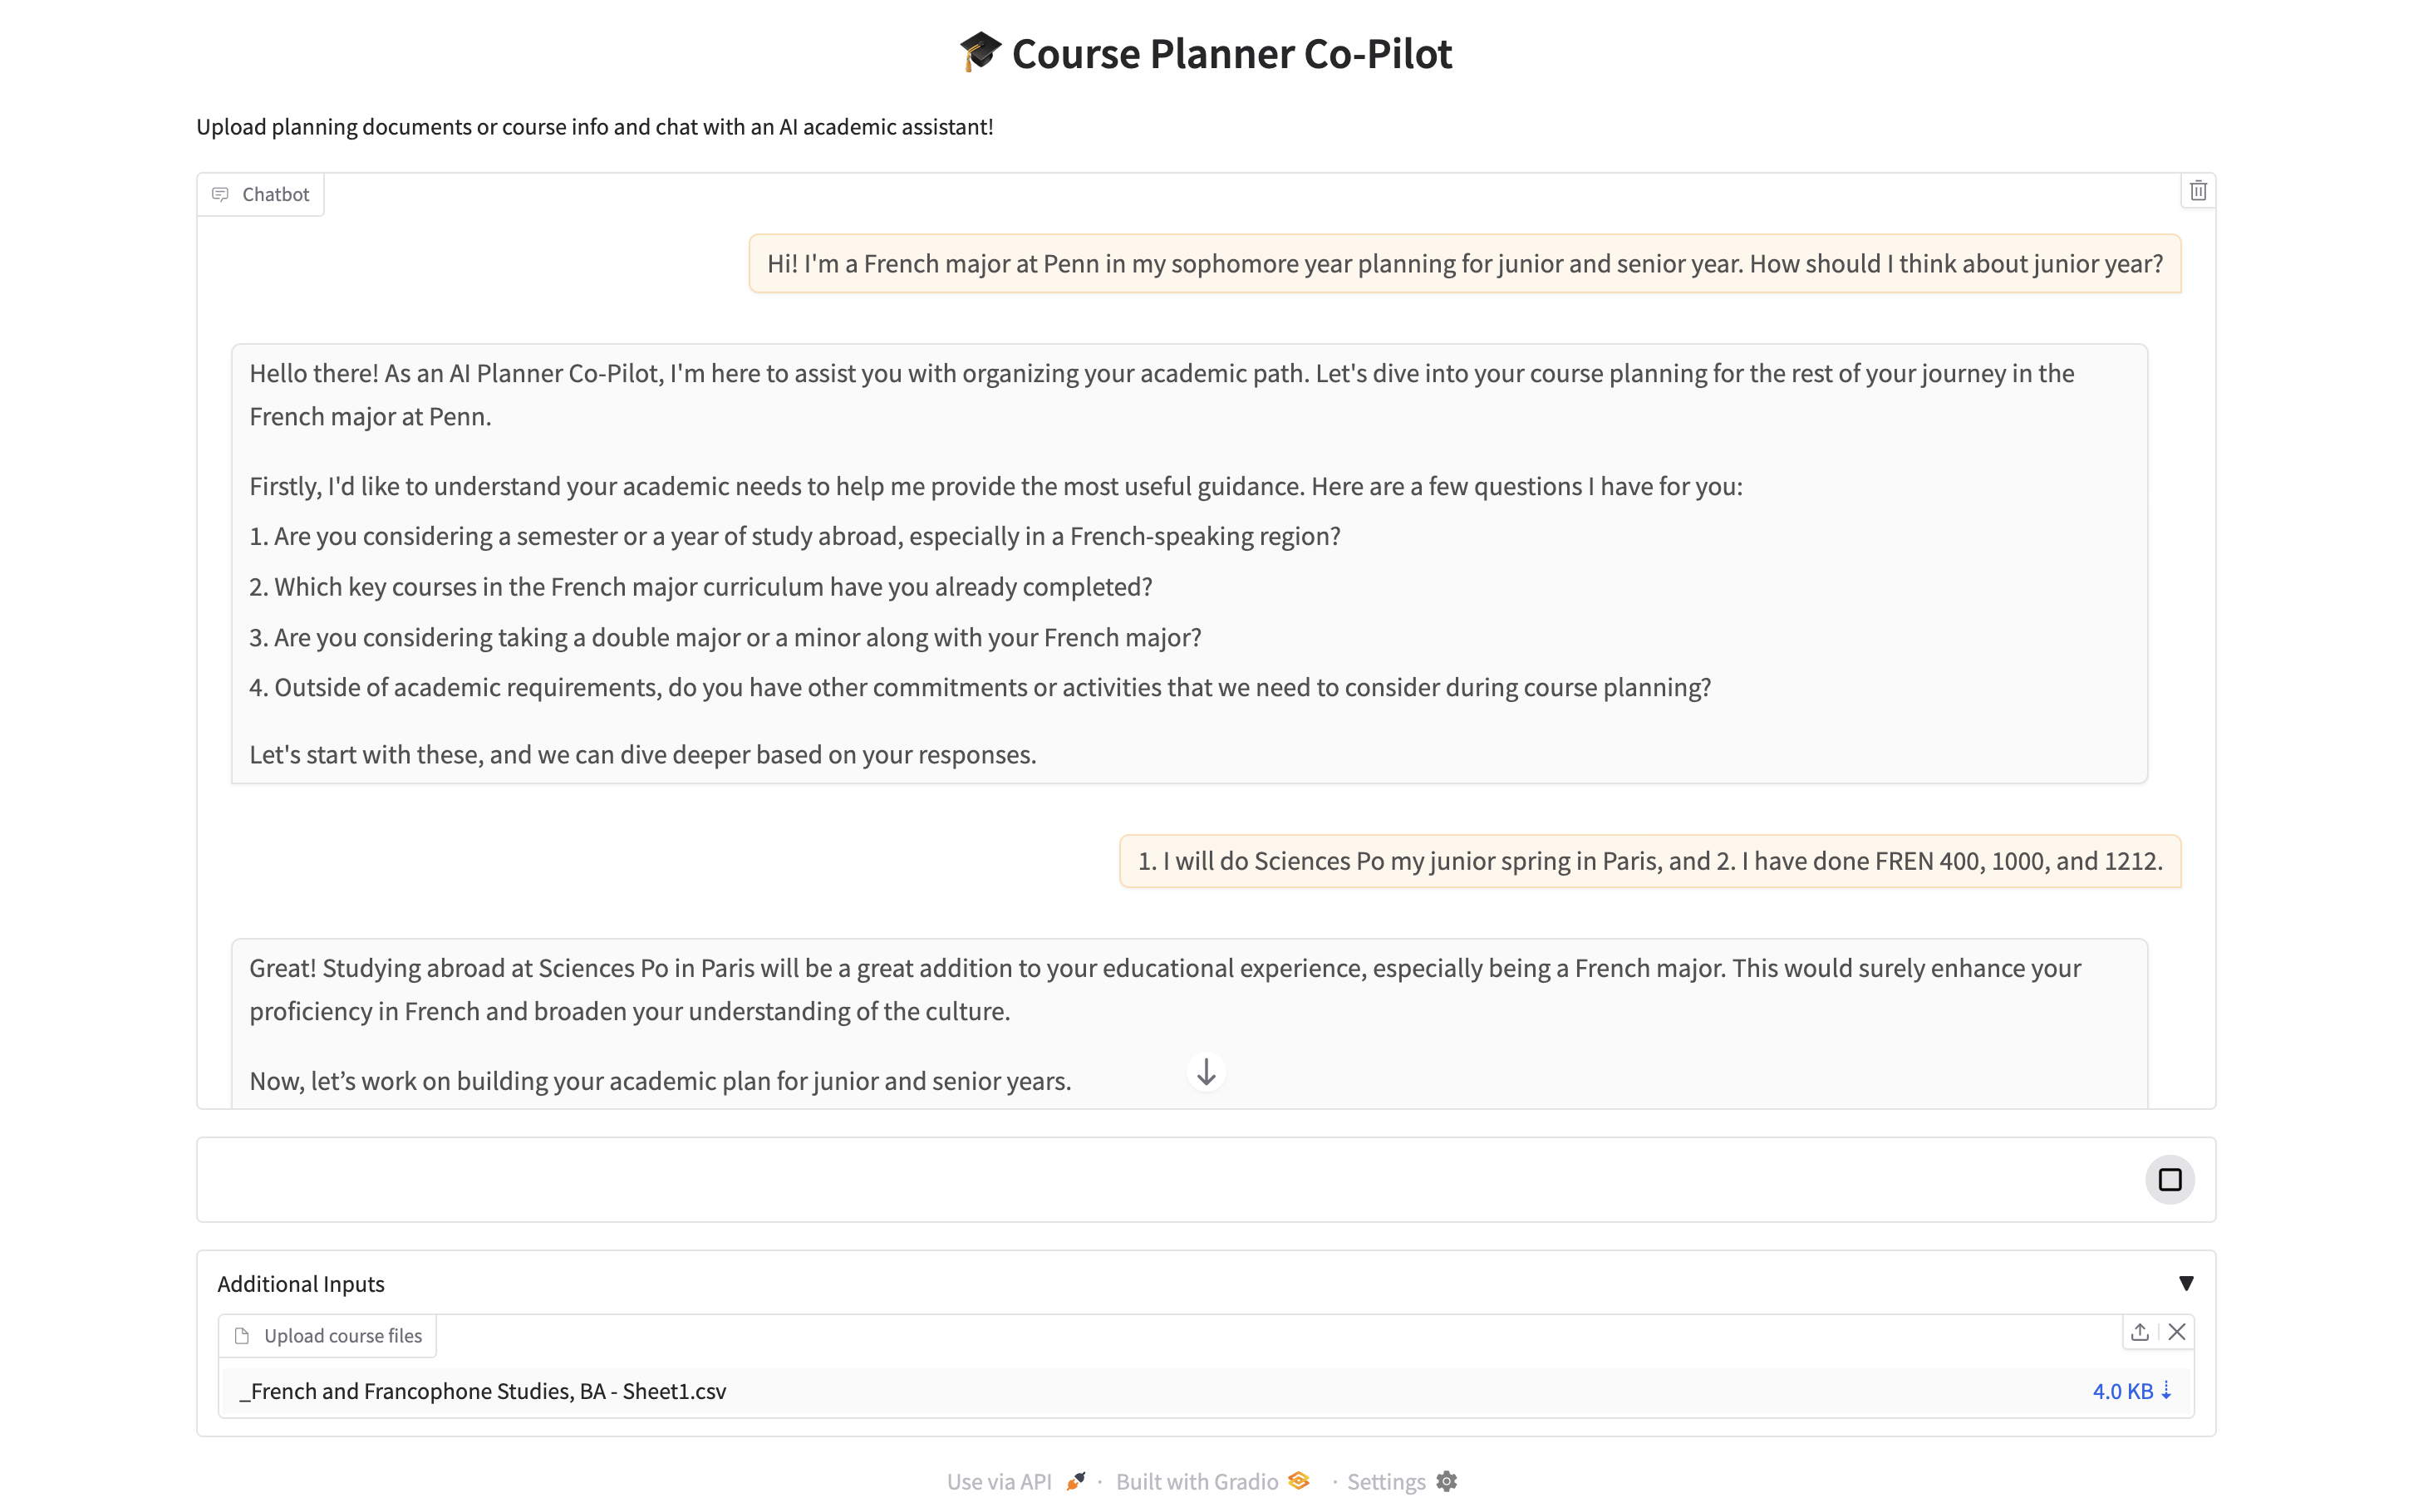 🎓 Course Planner Co-Pilot
Upload planning documents or course info and chat with an AI academic assistant!
Chatbot
Hi! I'm a French major at Penn in my sophomore year planning for junior and senior year. How should I think about junior year?
Hello there! As an AI Planner Co-Pilot, I'm here to assist you with organizing your academic path. Let's dive into your course planning for the rest of your journey in the
French major at Penn.
Firstly, I'd like to understand your academic needs to help me provide the most useful guidance. Here are a few questions I have for you:
1. Are you considering a semester or a year of study abroad, especially in a French-speaking region?
2. Which key courses in the French major curriculum have you already completed?
3. Are you considering taking a double major or a minor along with your French major?
4. Outside of academic requirements, do you have other commitments or activities that we need to consider during course planning?
Let's start with these, and we can dive deeper based on your responses.
1. I will do Sciences Po my junior spring in Paris, and 2. I have done FREN 400, 1000, and 1212.
Great! Studying abroad at Sciences Po in Paris will be a great addition to your educational experience, especially being a French major. This would surely enhance your
proficiency in French and broaden your understanding of the culture.
Now, let’s work on building your academic plan for junior and senior years.
Additional Inputs
Upload course files
_French and Francophone Studies, BA - Sheet1.csv
4.0 KB ⇣
Use via API · Built with Gradio · Settings